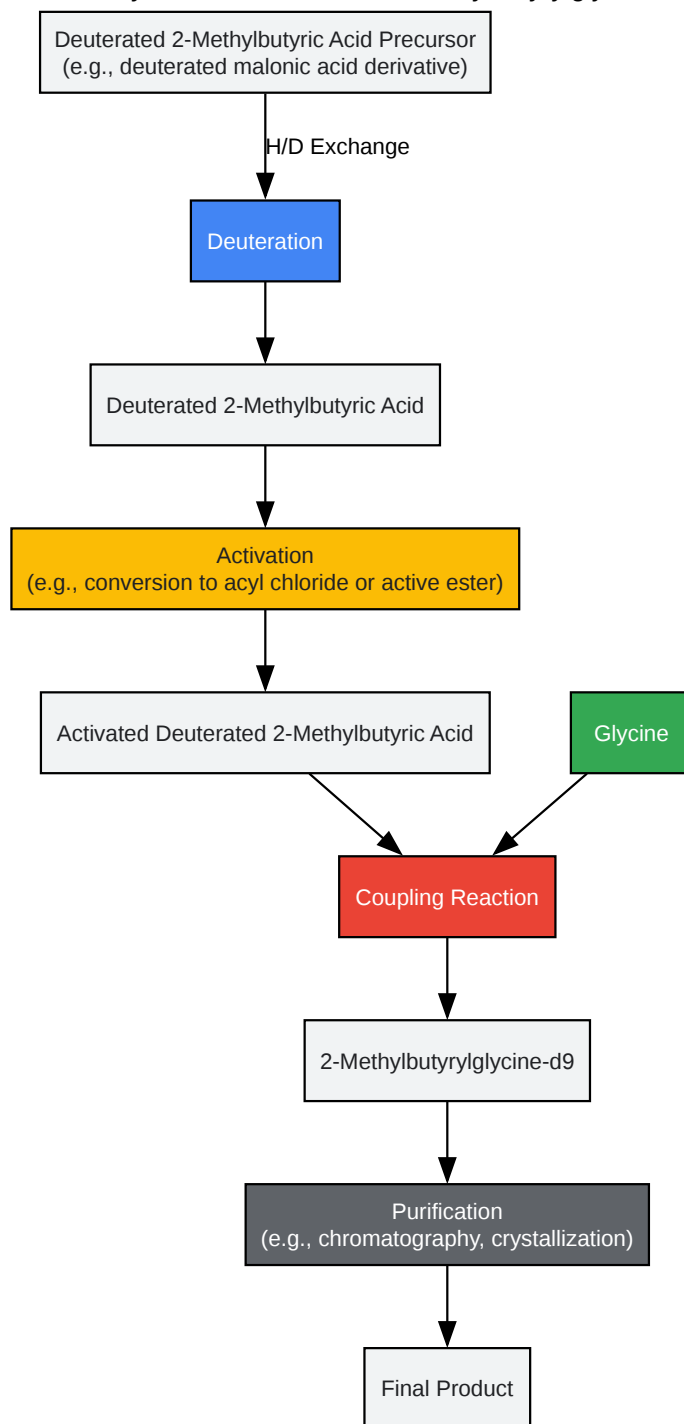 Deuterated 2-Methylbutyric Acid Precursor
(e.g., deuterated malonic acid derivative)
H/D Exchange
Deuteration
Deuterated 2-Methylbutyric Acid
Activation
(e.g., conversion to acyl chloride or active ester)
Activated Deuterated 2-Methylbutyric Acid
Glycine
Coupling Reaction
2-Methylbutyrylglycine-d9
Purification
(e.g., chromatography, crystallization)
Final Product